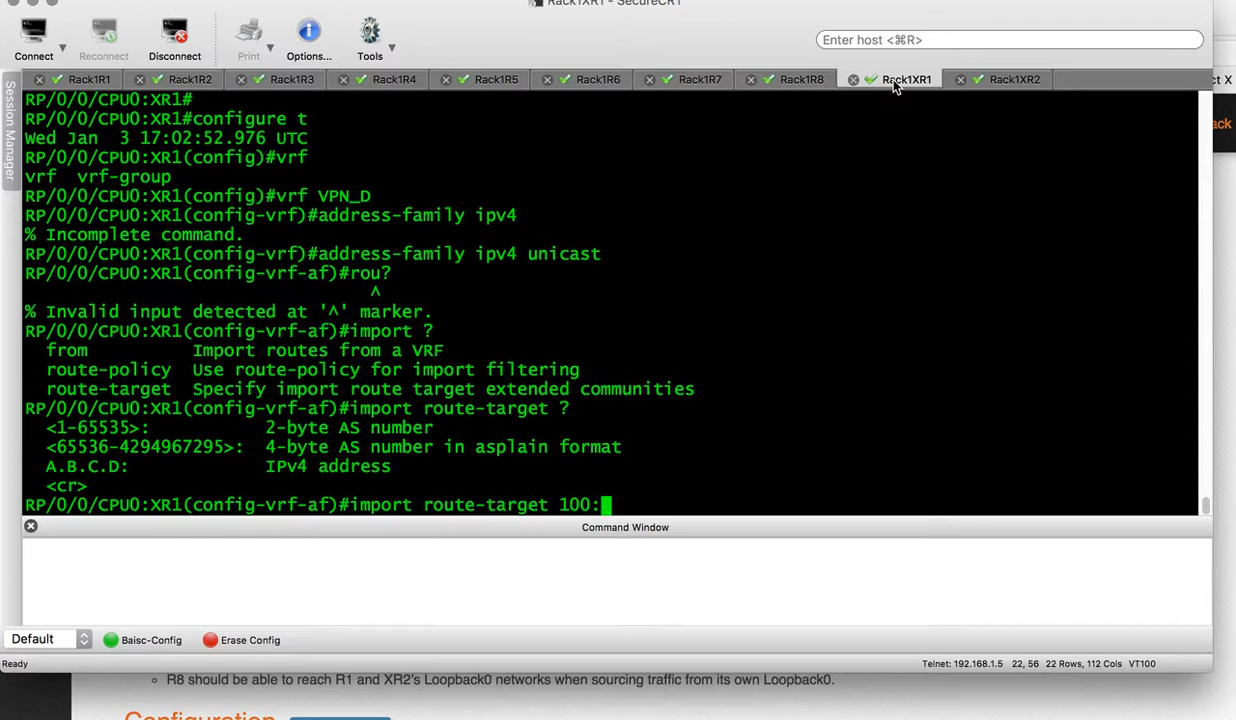 Rack1XR1 - SecureCRT
Connect
Reconnect
Disconnect
Print
Options...
Tools
Enter host <⌘R>
Session Manager
Rack1R1
Rack1R2
Rack1R3
Rack1R4
Rack1R5
Rack1R6
Rack1R7
Rack1R8
Rack1XR1
Rack1XR2
ct X
ack
RP/0/0/CPU0:XR1#
RP/0/0/CPU0:XR1#configure t
Wed Jan  3 17:02:52.976 UTC
RP/0/0/CPU0:XR1(config)#vrf
vrf  vrf-group
RP/0/0/CPU0:XR1(config)#vrf VPN_D
RP/0/0/CPU0:XR1(config-vrf)#address-family ipv4
% Incomplete command.
RP/0/0/CPU0:XR1(config-vrf)#address-family ipv4 unicast
RP/0/0/CPU0:XR1(config-vrf-af)#rou?
^
% Invalid input detected at '^' marker.
RP/0/0/CPU0:XR1(config-vrf-af)#import ?
from          Import routes from a VRF
route-policy  Use route-policy for import filtering
route-target  Specify import route target extended communities
RP/0/0/CPU0:XR1(config-vrf-af)#import route-target ?
<1-65535>:           2-byte AS number
<65536-4294967295>:  4-byte AS number in asplain format
A.B.C.D:             IPv4 address
<cr>
RP/0/0/CPU0:XR1(config-vrf-af)#import route-target 100:
Command Window
Default
Baisc-Config
Erase Config
Ready
Telnet: 192.168.1.5   22, 56   22 Rows, 112 Cols   VT100
R8 should be able to reach R1 and XR2's Loopback0 networks when sourcing traffic from its own Loopback0.
Configuration